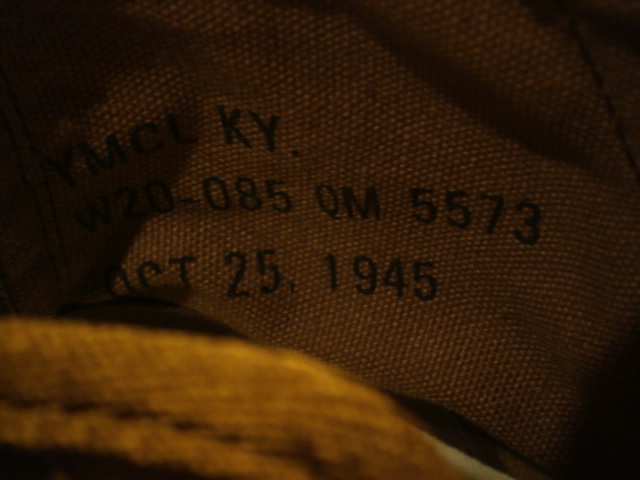 YMCL KY.
W20-085 QM 5573
OCT 25, 1945